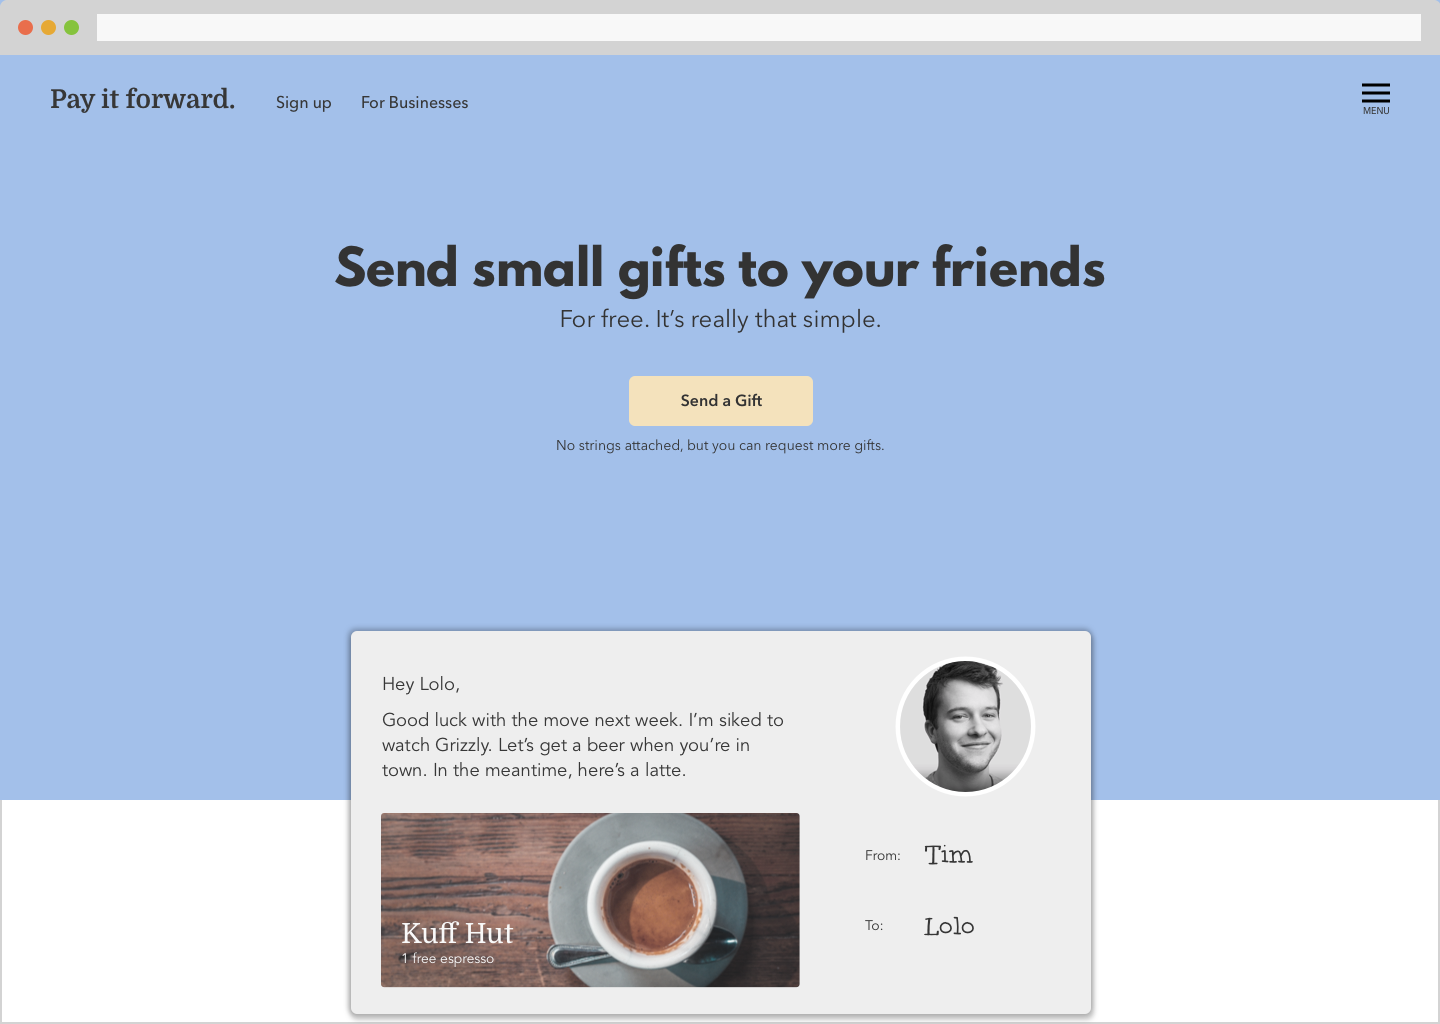 Pay it forward.
Sign up
For Businesses
MENU
Send small gifts to your friends
For free. It’s really that simple.
Send a Gift
No strings attached, but you can request more gifts.
Hey Lolo,
Good luck with the move next week. I’m siked to
watch Grizzly. Let’s get a beer when you’re in
town. In the meantime, here’s a latte.
Kuff Hut
1 free espresso
From:
Tim
To:
Lolo